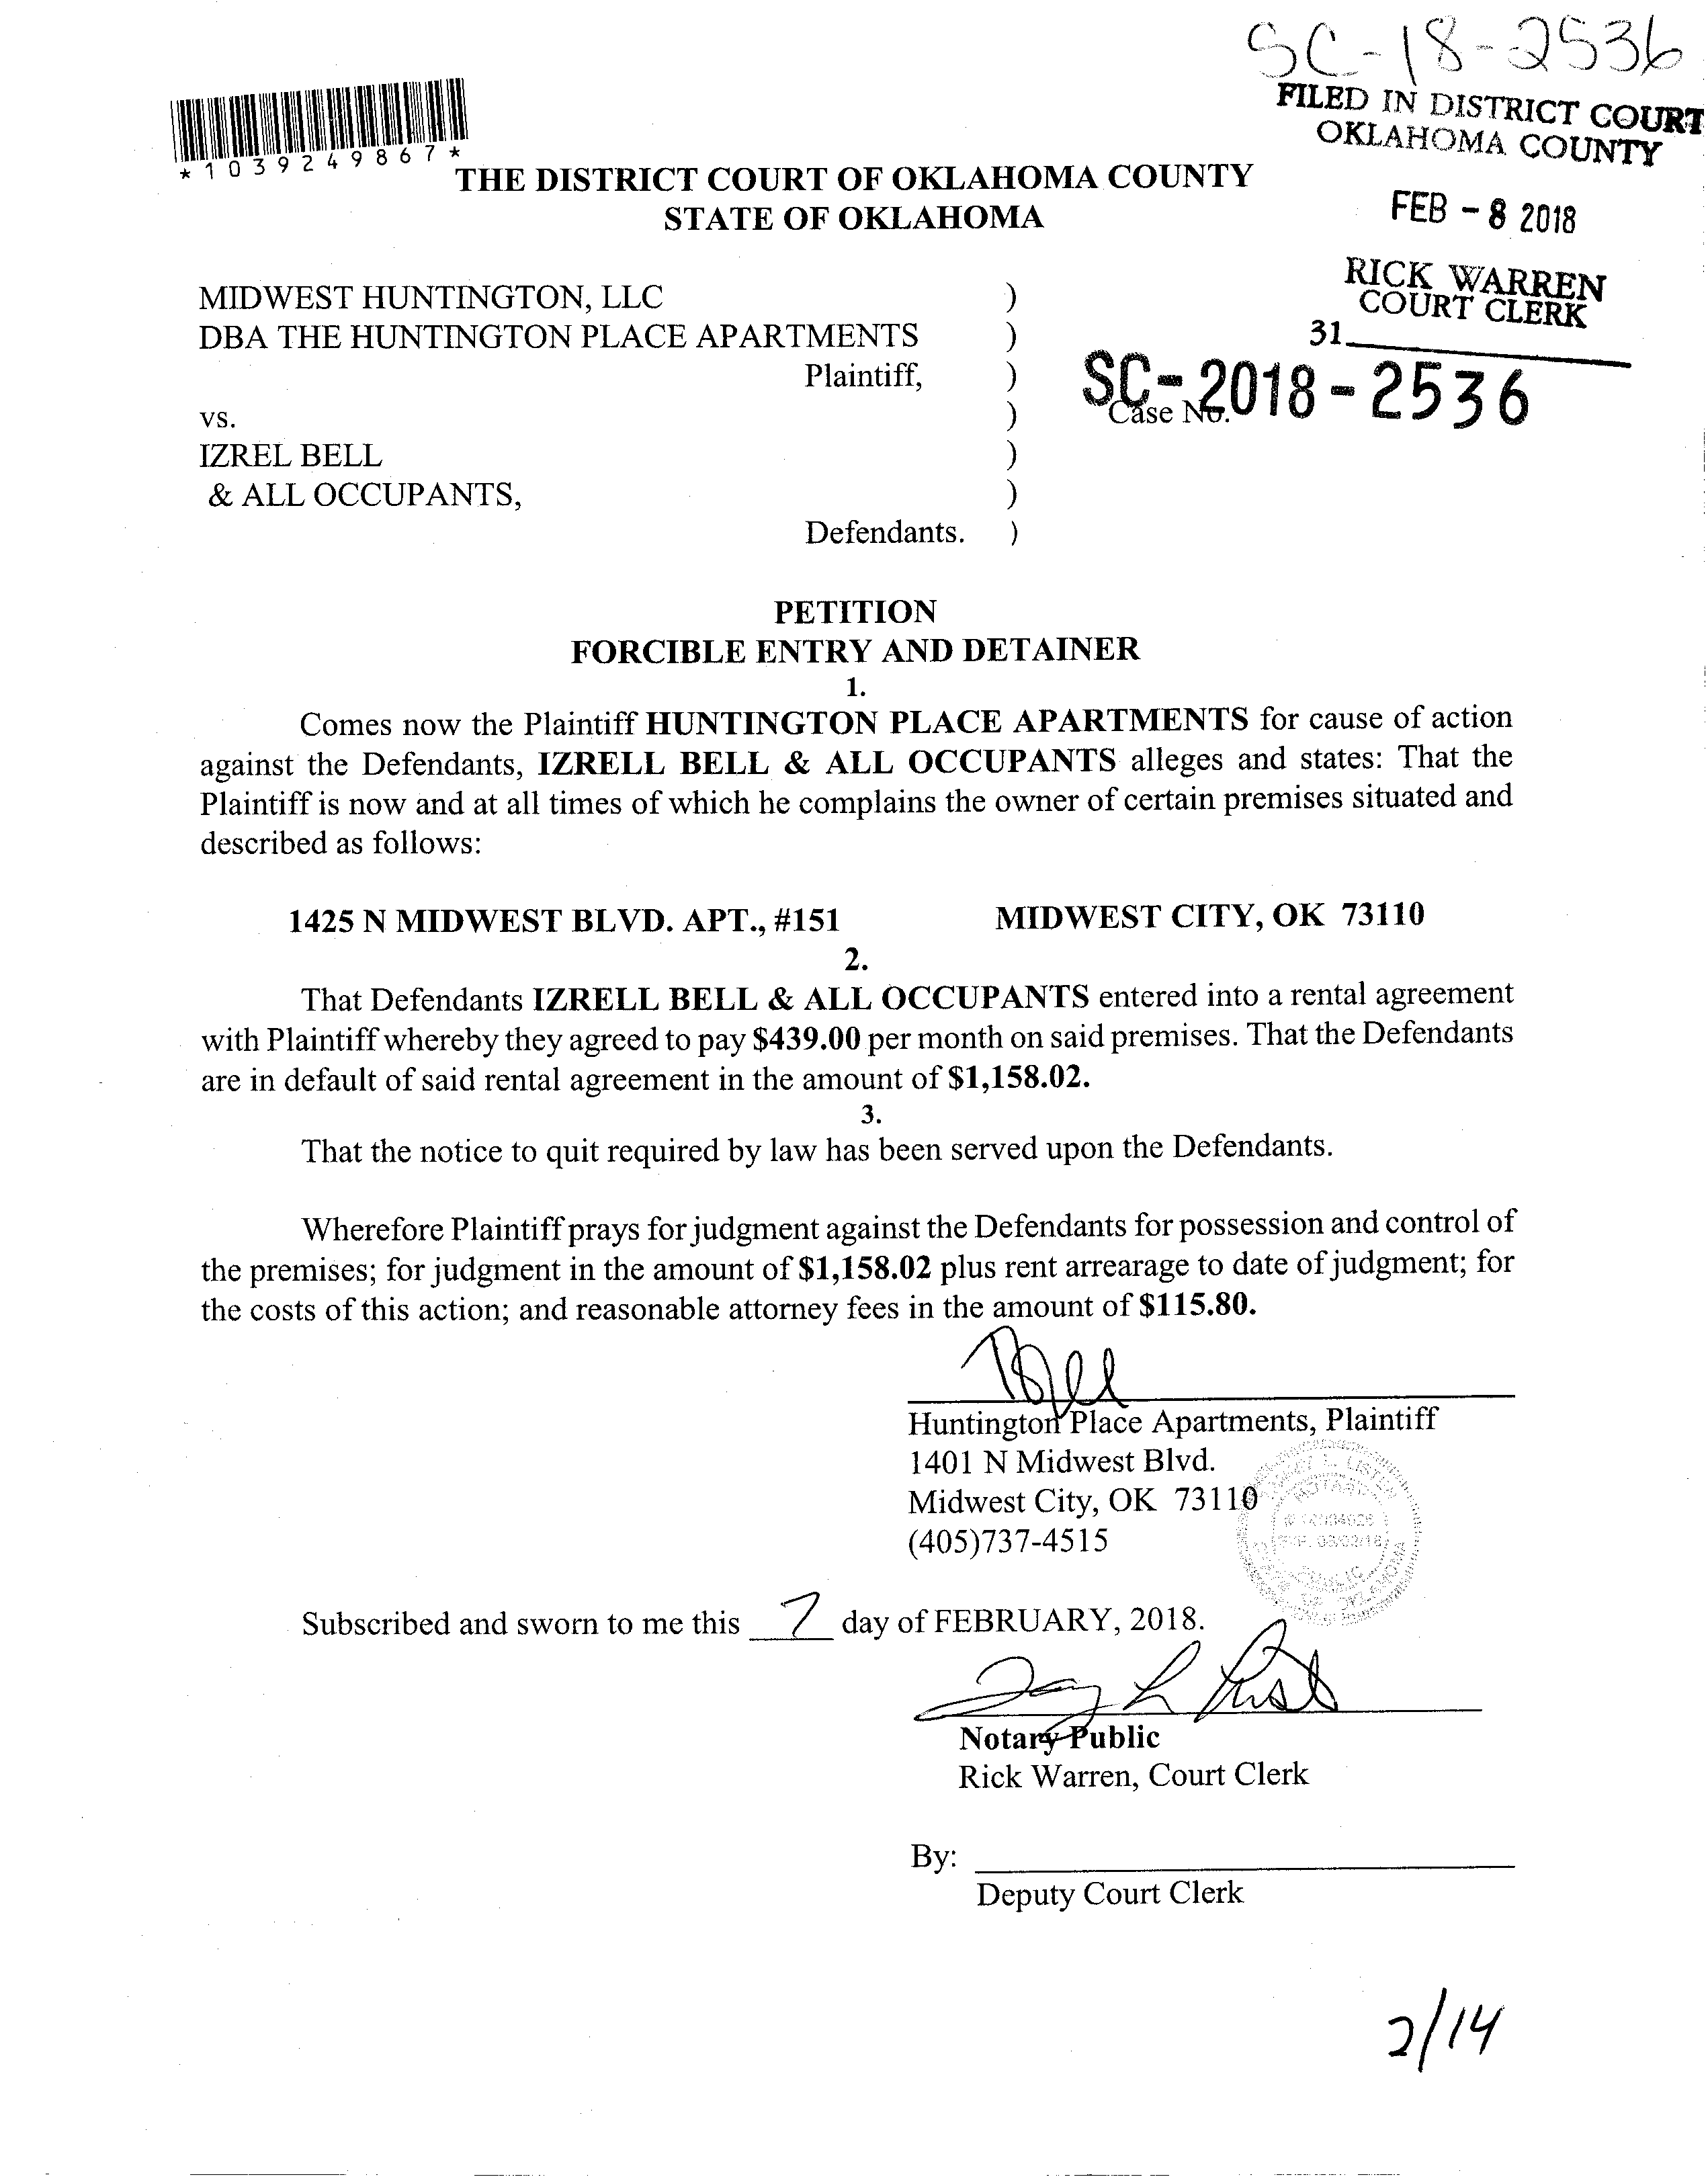 SC-18-2536
FILED IN DISTRICT COURT
OKLAHOMA COUNTY
*1039249867*
THE DISTRICT COURT OF OKLAHOMA COUNTY
STATE OF OKLAHOMA
FEB - 8 2018
RICK WARREN
COURT CLERK
31
MIDWEST HUNTINGTON, LLC )
DBA THE HUNTINGTON PLACE APARTMENTS )
Plaintiff, )
SC-2018-2536
Case No.
vs. )
IZREL BELL )
& ALL OCCUPANTS, )
Defendants. )
PETITION
FORCIBLE ENTRY AND DETAINER
1.
Comes now the Plaintiff HUNTINGTON PLACE APARTMENTS for cause of action
against the Defendants, IZRELL BELL & ALL OCCUPANTS alleges and states: That the
Plaintiff is now and at all times of which he complains the owner of certain premises situated and
described as follows:
1425 N MIDWEST BLVD. APT., #151 MIDWEST CITY, OK 73110
2.
That Defendants IZRELL BELL & ALL OCCUPANTS entered into a rental agreement
with Plaintiff whereby they agreed to pay $439.00 per month on said premises. That the Defendants
are in default of said rental agreement in the amount of $1,158.02.
3.
That the notice to quit required by law has been served upon the Defendants.
Wherefore Plaintiff prays for judgment against the Defendants for possession and control of
the premises; for judgment in the amount of $1,158.02 plus rent arrearage to date of judgment; for
the costs of this action; and reasonable attorney fees in the amount of $115.80.
Huntington Place Apartments, Plaintiff
1401 N Midwest Blvd.
Midwest City, OK 73110
(405)737-4515
Subscribed and sworn to me this 7 day of FEBRUARY, 2018.
Notary Public
Rick Warren, Court Clerk
By:
Deputy Court Clerk
2/14